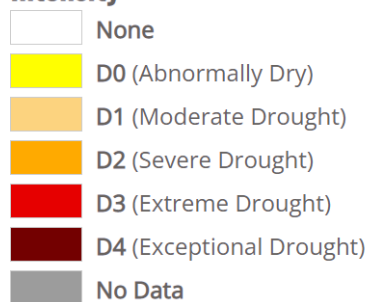 None
D0 (Abnormally Dry)
D1 (Moderate Drought)
D2 (Severe Drought)
D3 (Extreme Drought)
D4 (Exceptional Drought)
No Data